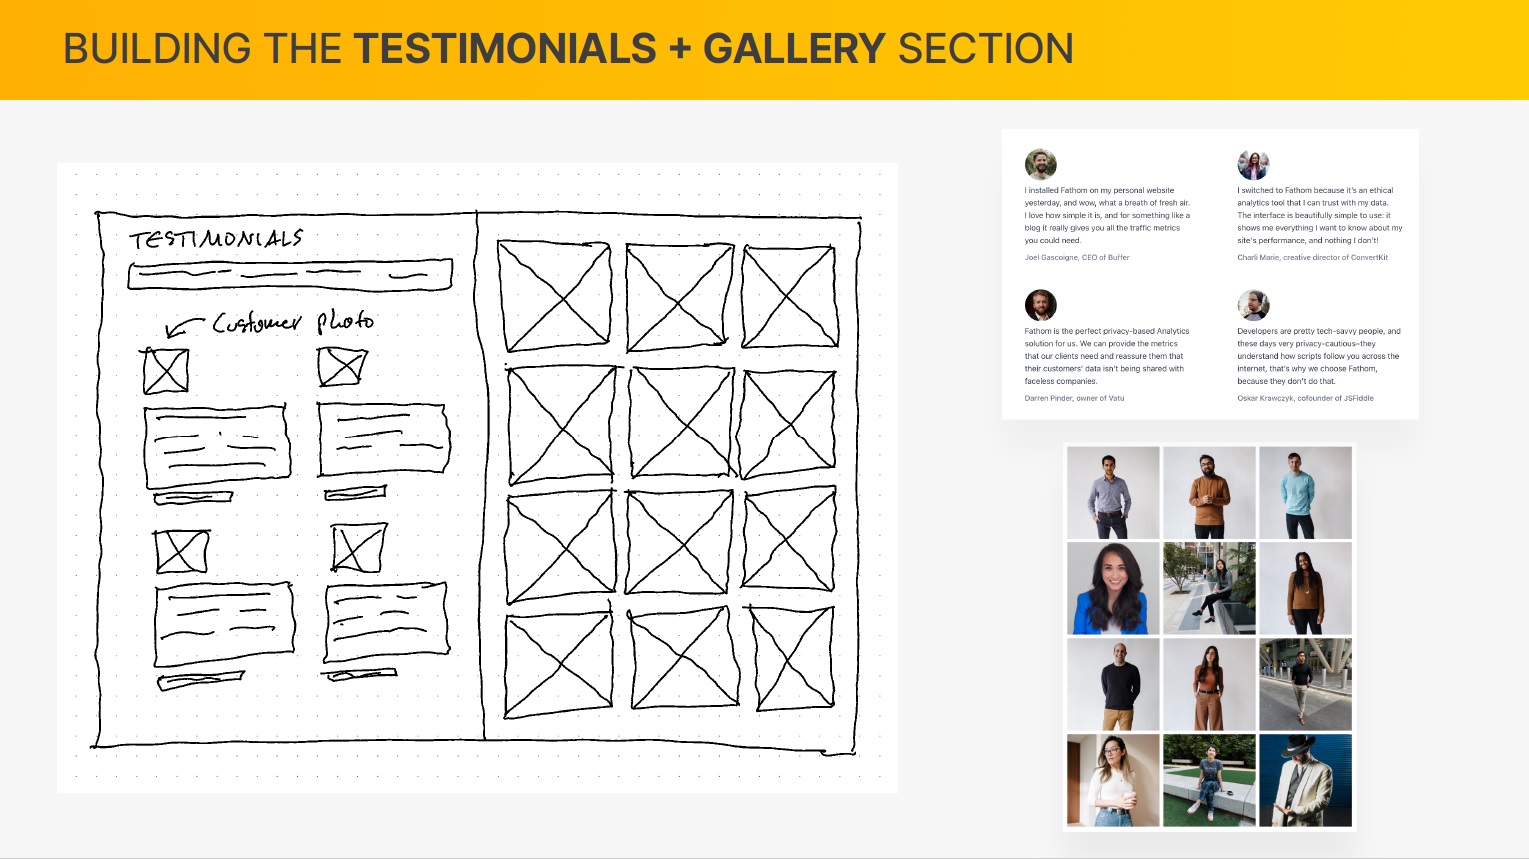 BUILDING THE TESTIMONIALS + GALLERY SECTION
TESTIMONIALS
Customer photo
I installed Fathom on my personal website
yesterday, and wow, what a breath of fresh air.
I love how simple it is, and for something like a
blog it really gives you all the traffic metrics
you could need.
Joel Gascoigne, CEO of Buffer
I switched to Fathom because it's an ethical
analytics tool that I can trust with my data.
The interface is beautifully simple to use: it
shows me everything I want to know about my
site's performance, and nothing I don't!
Charli Marie, creative director of ConvertKit
Fathom is the perfect privacy-based Analytics
solution for us. We can provide the metrics
that our clients need and reassure them that
their customers' data isn't being shared with
faceless companies.
Darren Pinder, owner of Vatu
Developers are pretty tech-savvy people, and
these days very privacy-cautious–they
understand how scripts follow you across the
internet, that's why we choose Fathom,
because they don't do that.
Oskar Krawczyk, cofounder of JSFiddle